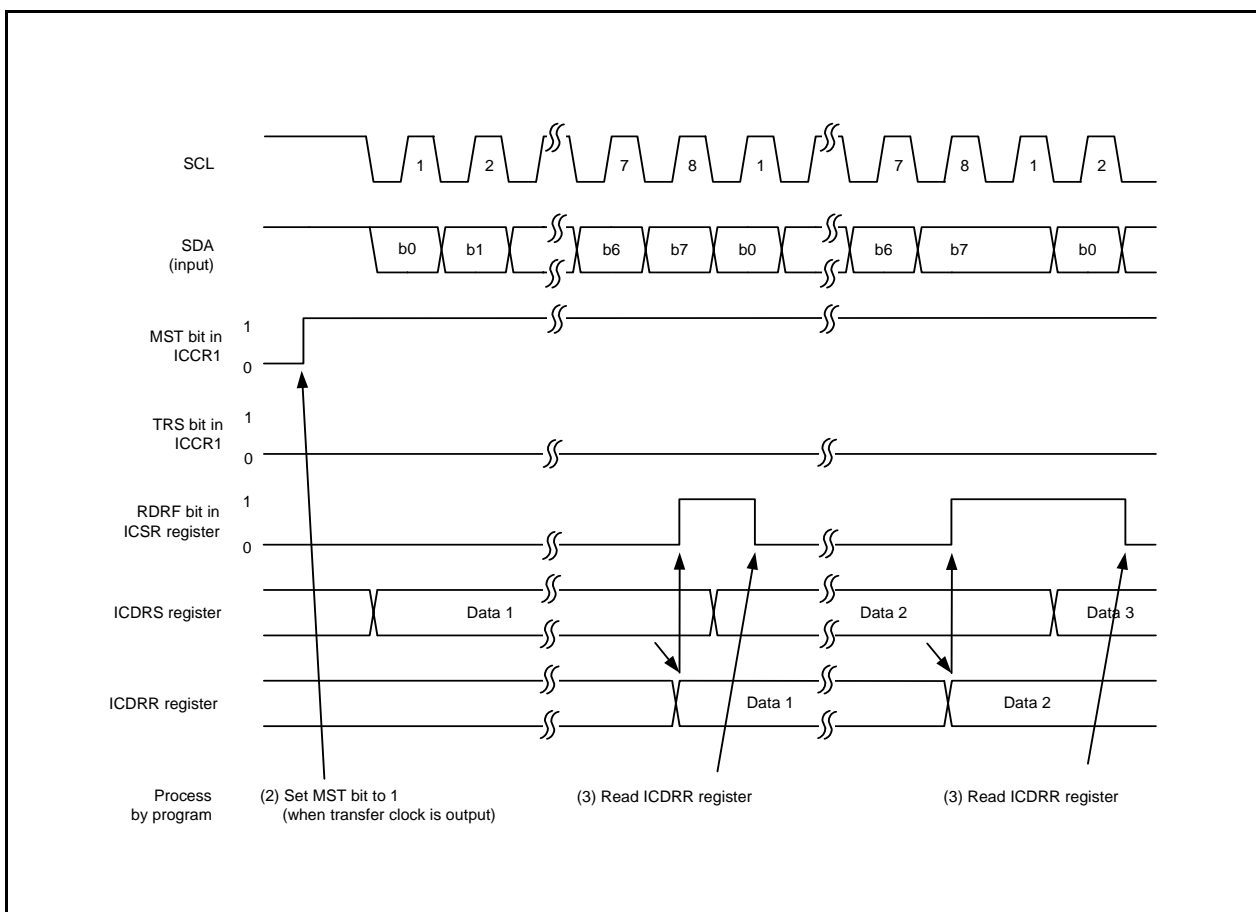 SCL
1 2 7 8 1 7 8 1 2
SDA
(input)
b0 b1 b6 b7 b0 b6 b7 b0
MST bit in
ICCR1
1
0
TRS bit in
ICCR1
1
0
RDRF bit in
ICSR register
1
0
ICDRS register
Data 1 Data 2 Data 3
ICDRR register
Data 1 Data 2
Process
by program
(2) Set MST bit to 1
(when transfer clock is output)
(3) Read ICDRR register
(3) Read ICDRR register